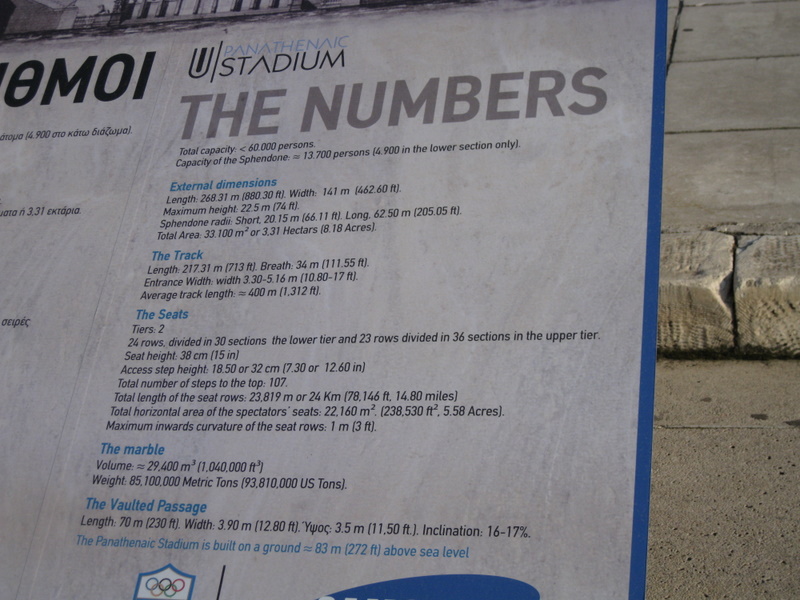 ΙΘΜΟΙ
άτομα (4.900 στο κάτω διάζωμα).
ματα ή 3,31 εκτάρια.
σειρές
PANATHENAIC
STADIUM
THE NUMBERS
Total capacity: < 60.000 persons.
Capacity of the Sphendone: ≈ 13.700 persons (4.900 in the lower section only).
External dimensions
Length: 268.31 m (880.30 ft). Width: 141 m (462.60 ft).
Maximum height: 22.5 m (74 ft).
Sphendone radii: Short, 20.15 m (66.11 ft). Long, 62.50 m (205.05 ft).
Total Area: 33.100 m² or 3,31 Hectars (8.18 Acres).
The Track
Length: 217.31 m (713 ft). Breath: 34 m (111.55 ft).
Entrance Width: width 3.30-5.16 m (10.80-17 ft).
Average track length: ≈ 400 m (1,312 ft).
The Seats
Tiers: 2
24 rows, divided in 30 sections the lower tier and 23 rows divided in 36 sections in the upper tier.
Seat height: 38 cm (15 in)
Access step height: 18.50 or 32 cm (7.30 or 12.60 in)
Total number of steps to the top: 107.
Total length of the seat rows: 23,819 m or 24 Km (78,146 ft, 14.80 miles)
Total horizontal area of the spectators΄ seats: 22,160 m². (238,530 ft², 5.58 Acres).
Maximum inwards curvature of the seat rows: 1 m (3 ft).
The marble
Volume: ≈ 29,400 m³ (1,040,000 ft³)
Weight: 85,100,000 Metric Tons (93,810,000 US Tons).
The Vaulted Passage
Length: 70 m (230 ft). Width: 3.90 m (12.80 ft). Ύψος: 3.5 m (11,50 ft.). Inclination: 16-17%.
The Panathenaic Stadium is built on a ground ≈ 83 m (272 ft) above sea level